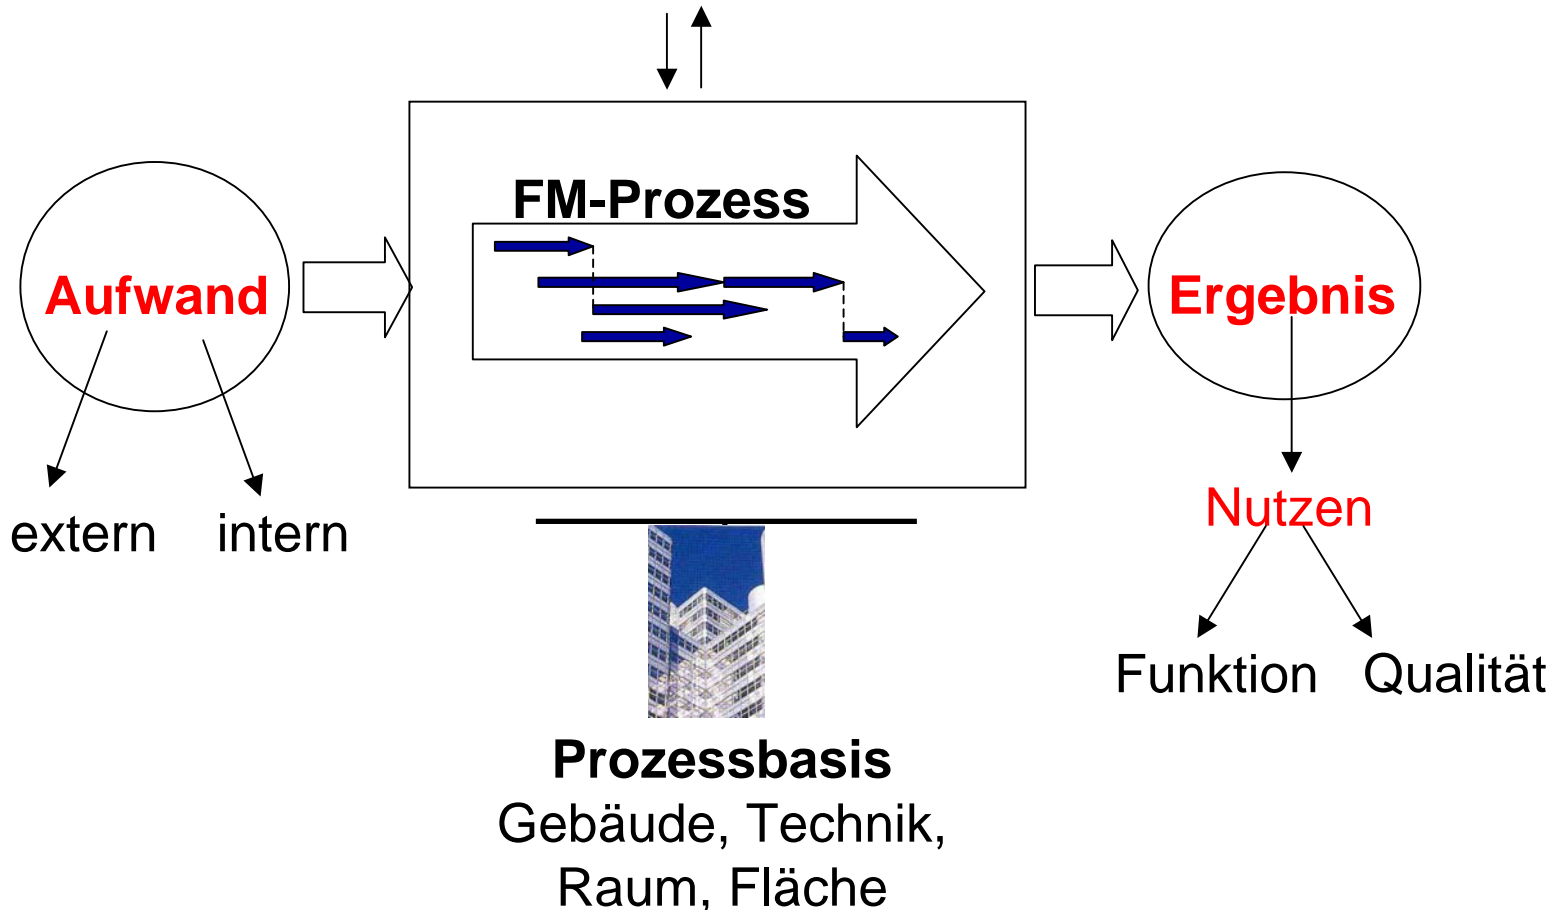 FM-Prozess
Aufwand
Ergebnis
extern
intern
Nutzen
Funktion
Qualität
Prozessbasis
Gebäude, Technik,
Raum, Fläche